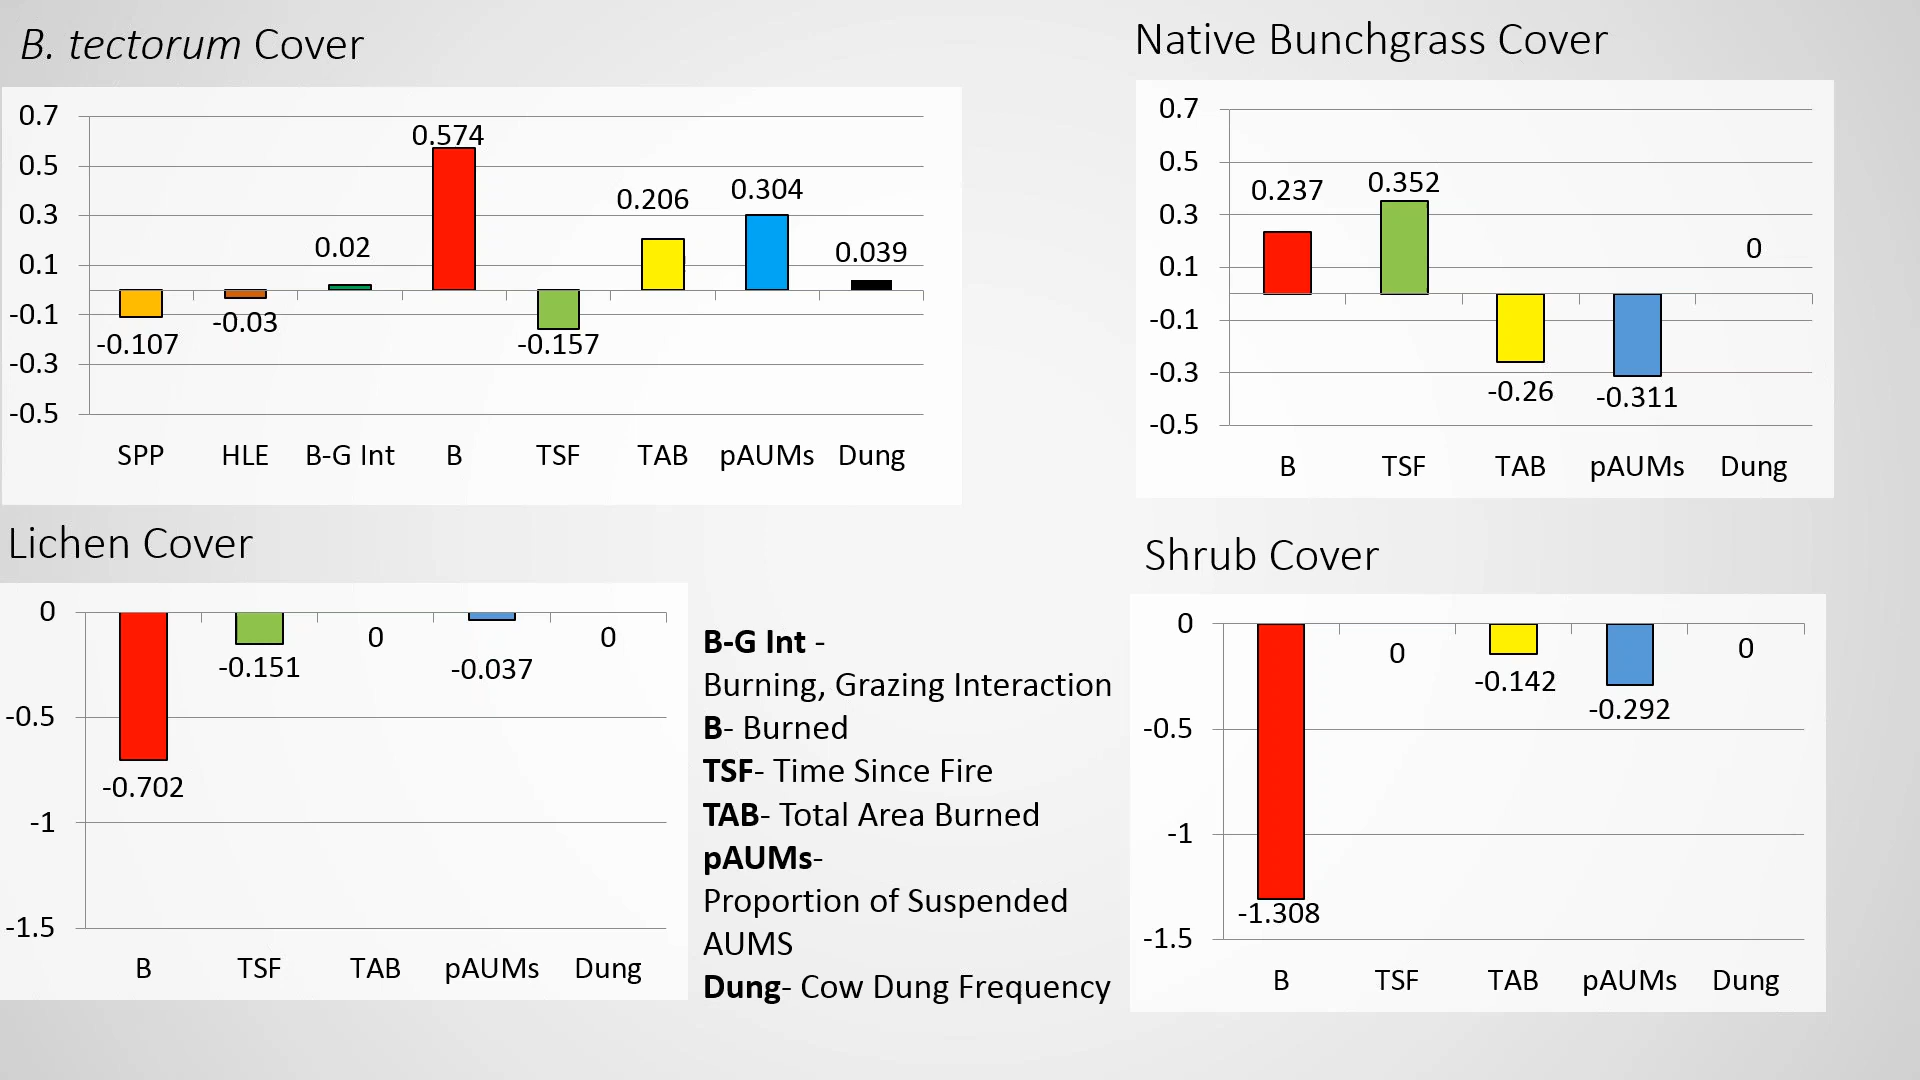 B. tectorum Cover
0.7
0.5
0.3
0.1
-0.1
-0.3
-0.5
-0.107
-0.03
0.02
0.574
-0.157
0.206
0.304
0.039
SPP HLE B-G Int B TSF TAB pAUMs Dung
Native Bunchgrass Cover
0.7
0.5
0.3
0.1
-0.1
-0.3
-0.5
0.237
0.352
-0.26
-0.311
0
B TSF TAB pAUMs Dung
Lichen Cover
0
-0.5
-1
-1.5
-0.702
-0.151
0
-0.037
0
B TSF TAB pAUMs Dung
B-G Int -
Burning, Grazing Interaction
B- Burned
TSF- Time Since Fire
TAB- Total Area Burned
pAUMs-
Proportion of Suspended
AUMS
Dung- Cow Dung Frequency
Shrub Cover
0
-0.5
-1
-1.5
-1.308
0
-0.142
-0.292
0
B TSF TAB pAUMs Dung